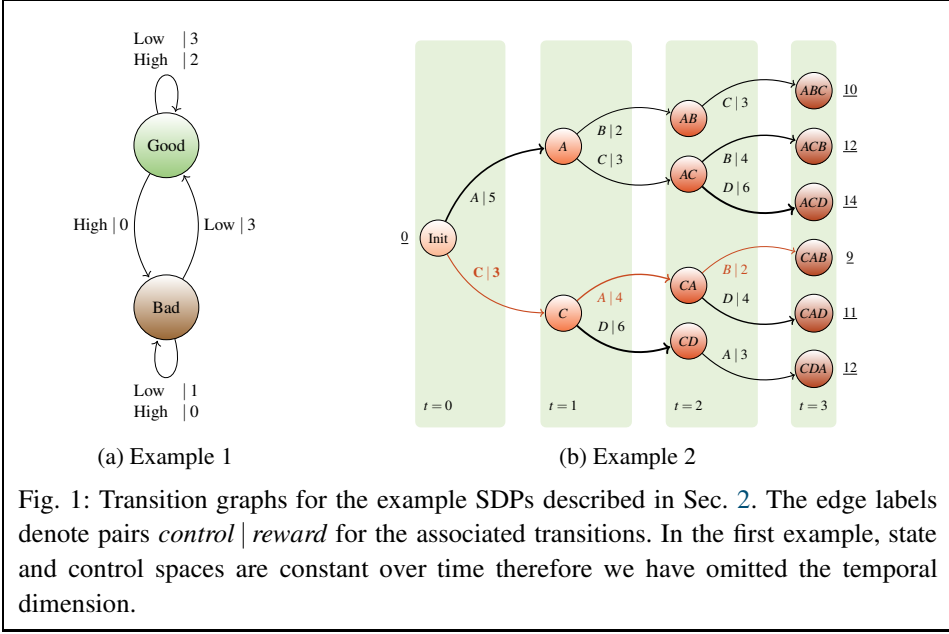 Low | 3
High | 2
Good
High | 0
Low | 3
Bad
Low | 1
High | 0
(a) Example 1
0
Init
A | 5
C | 3
A
B | 2
C | 3
C
A | 4
D | 6
AB
C | 3
AC
B | 4
D | 6
CA
B | 2
D | 4
CD
A | 3
ABC 10
ACB 12
ACD 14
CAB 9
CAD 11
CDA 12
t = 0
t = 1
t = 2
t = 3
(b) Example 2
Fig. 1: Transition graphs for the example SDPs described in Sec. 2. The edge labels
denote pairs control | reward for the associated transitions. In the first example, state
and control spaces are constant over time therefore we have omitted the temporal
dimension.